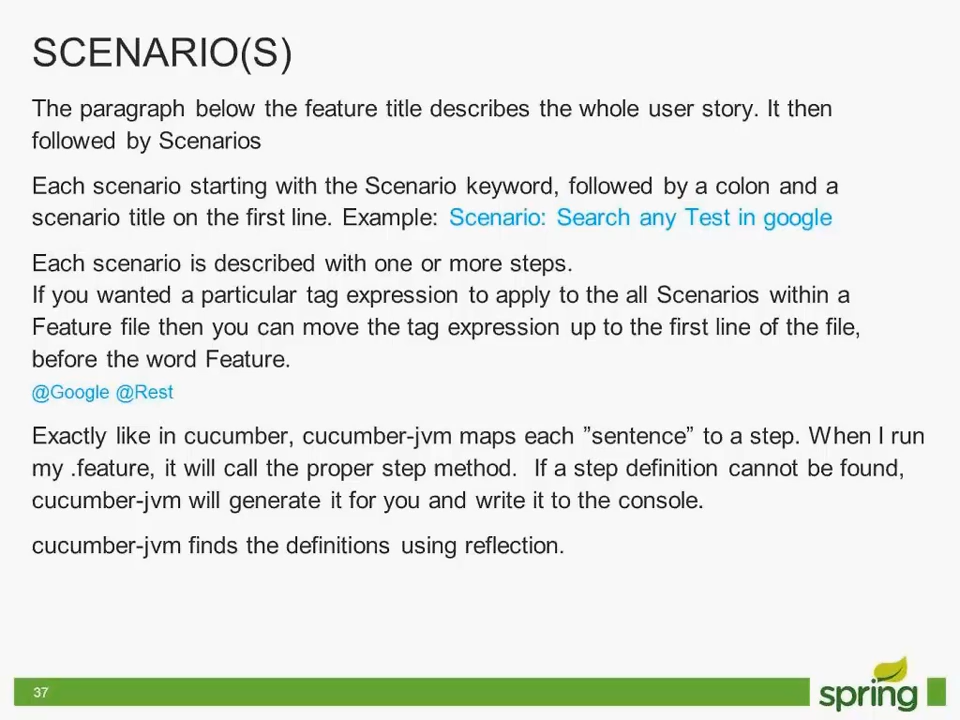 SCENARIO(S)
The paragraph below the feature title describes the whole user story. It then
followed by Scenarios
Each scenario starting with the Scenario keyword, followed by a colon and a
scenario title on the first line. Example: Scenario: Search any Test in google
Each scenario is described with one or more steps.
If you wanted a particular tag expression to apply to the all Scenarios within a
Feature file then you can move the tag expression up to the first line of the file,
before the word Feature.
@Google @Rest
Exactly like in cucumber, cucumber-jvm maps each ”sentence” to a step. When I run
my .feature, it will call the proper step method.  If a step definition cannot be found,
cucumber-jvm will generate it for you and write it to the console.
cucumber-jvm finds the definitions using reflection.
37
spring